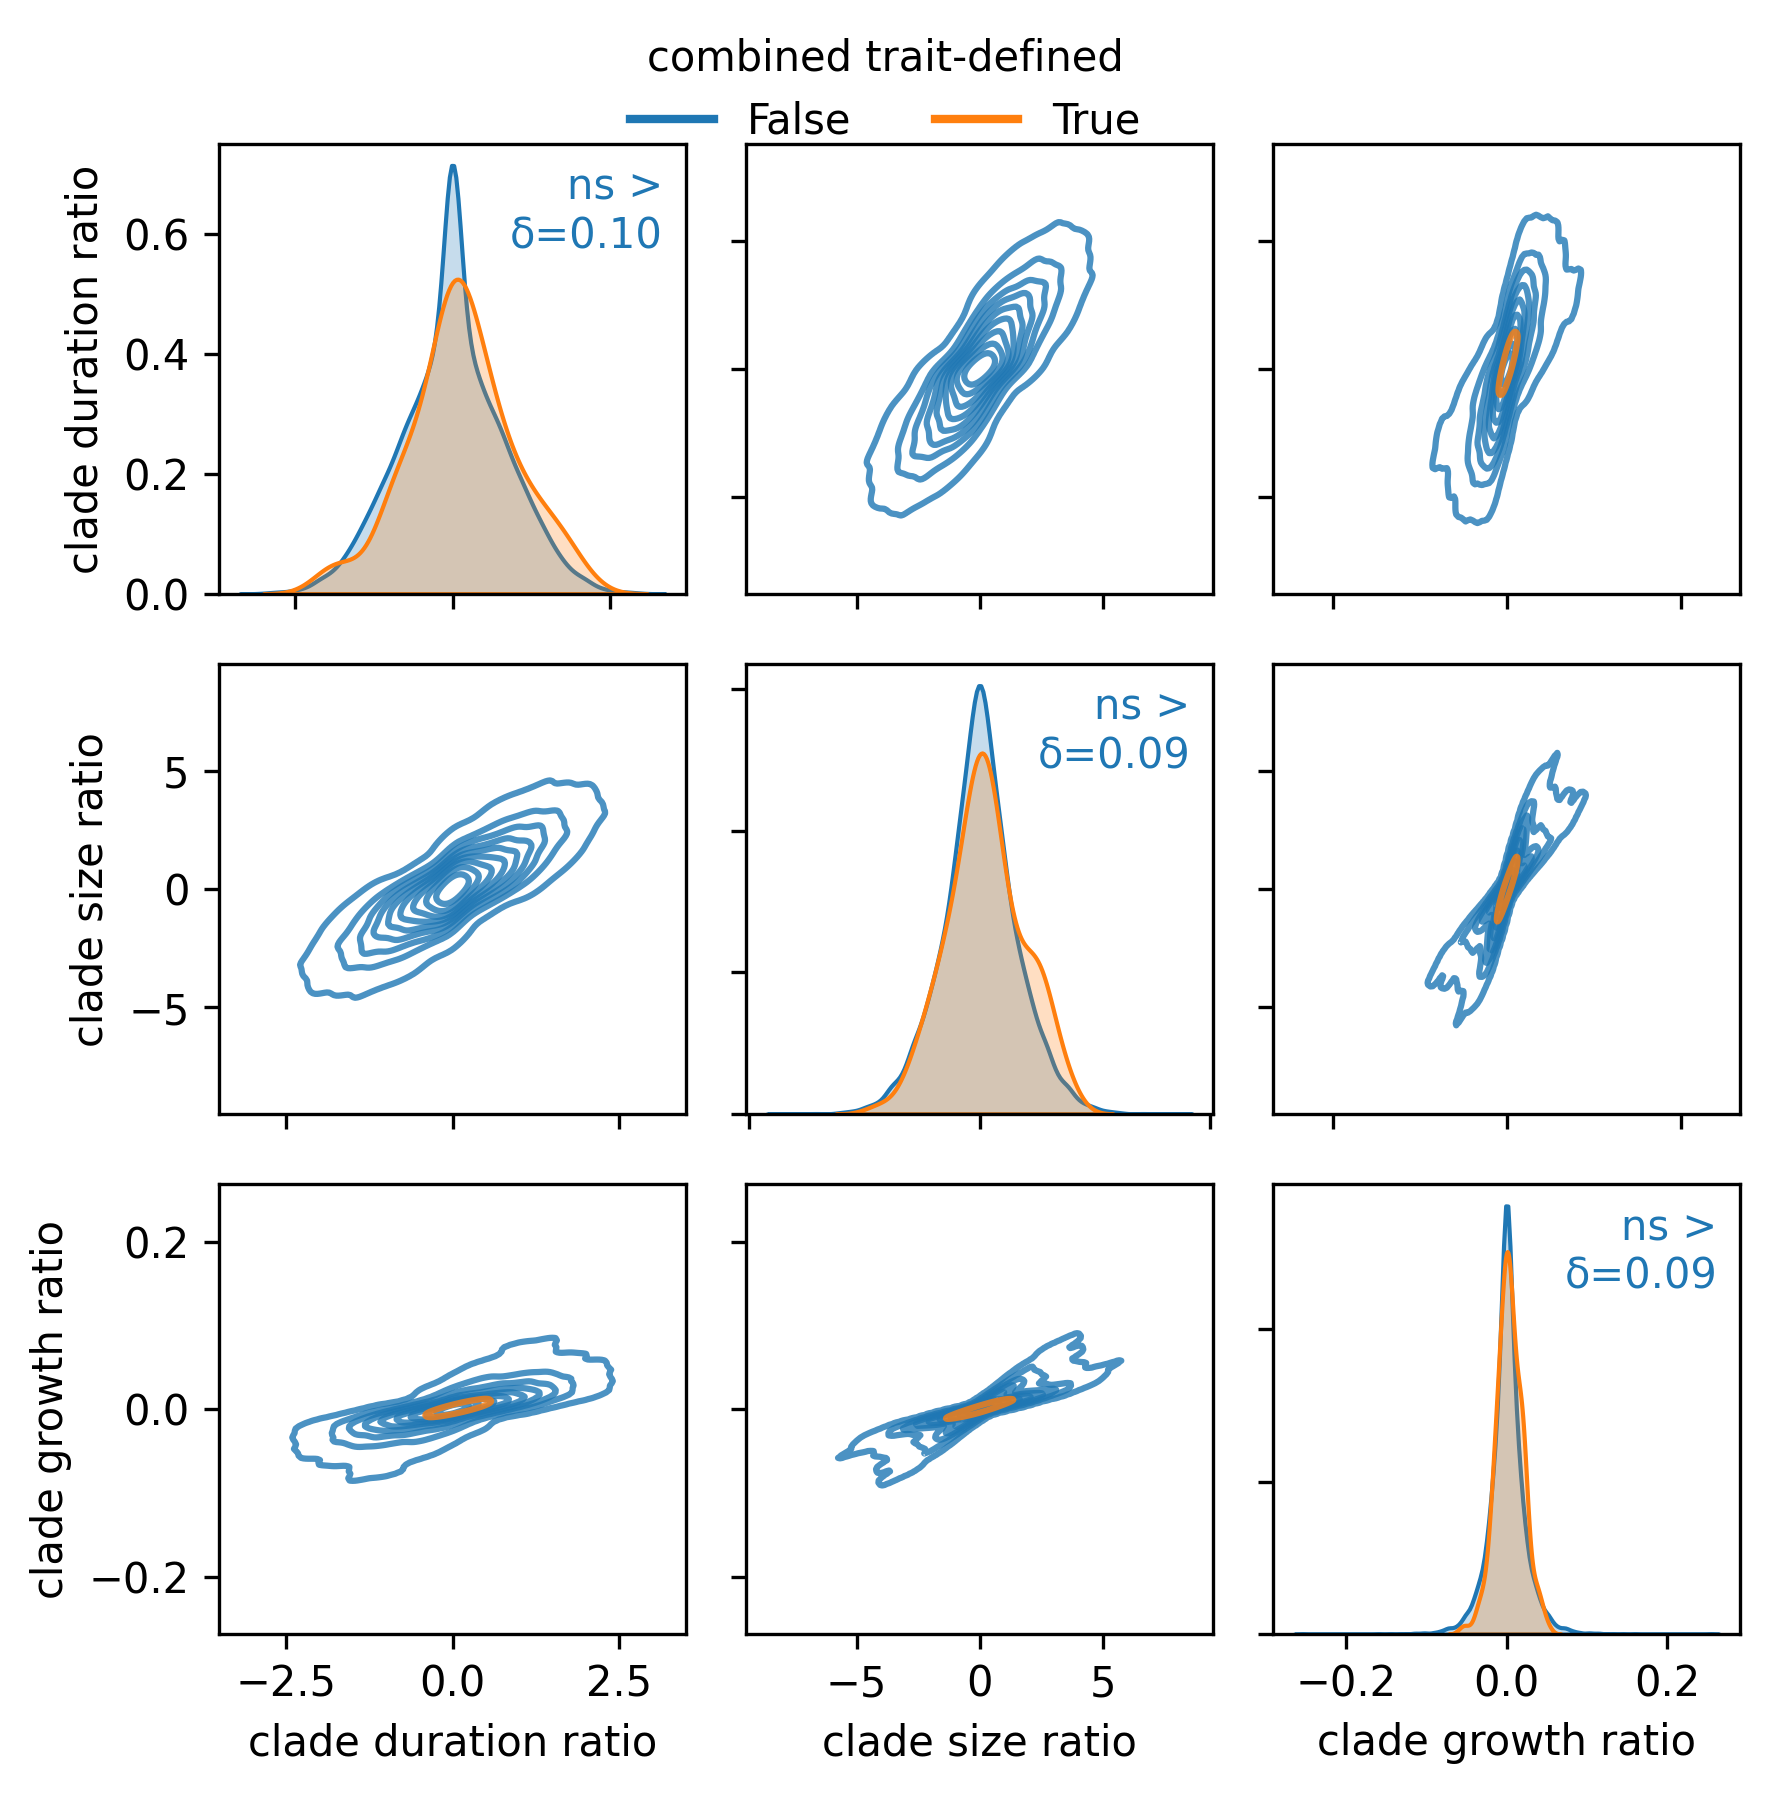 combined trait-defined
False True
clade duration ratio
0.6
0.4
0.2
0.0
ns >
δ=0.10
clade size ratio
5
0
−5
ns >
δ=0.09
clade growth ratio
0.2
0.0
−0.2
ns >
δ=0.09
−2.5 0.0 2.5
−5 0 5
−0.2 0.0 0.2
clade duration ratio
clade size ratio
clade growth ratio